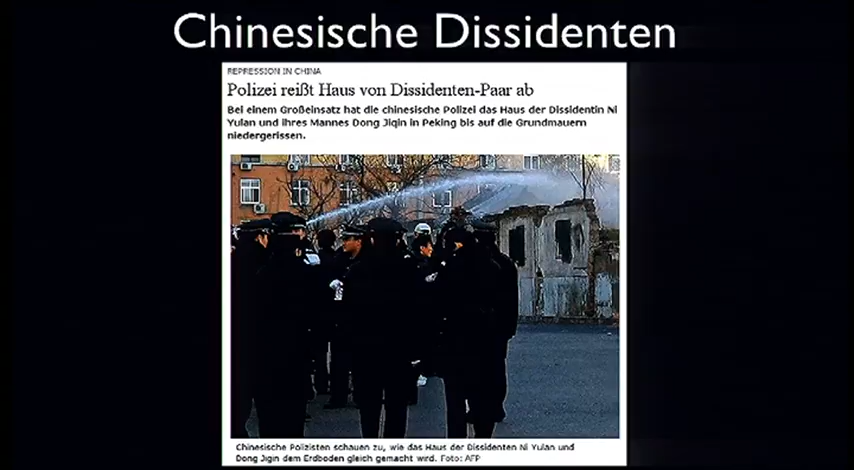 Chinesische Dissidenten
REPRESSION IN CHINA
Polizei reißt Haus von Dissidenten-Paar ab
Bei einem Großeinsatz hat die chinesische Polizei das Haus der Dissidentin Ni
Yulan und ihres Mannes Dong Jiqin in Peking bis auf die Grundmauern
niedergerissen.
Chinesische Polizisten schauen zu, wie das Haus der Dissidenten Ni Yulan und
Dong Jigin dem Erdboden gleich gemacht wird. Foto: AFP